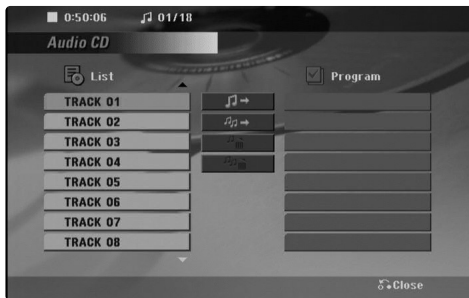 0:50:06 01/18
Audio CD
List
Program
TRACK 01
TRACK 02
TRACK 03
TRACK 04
TRACK 05
TRACK 06
TRACK 07
TRACK 08
Close